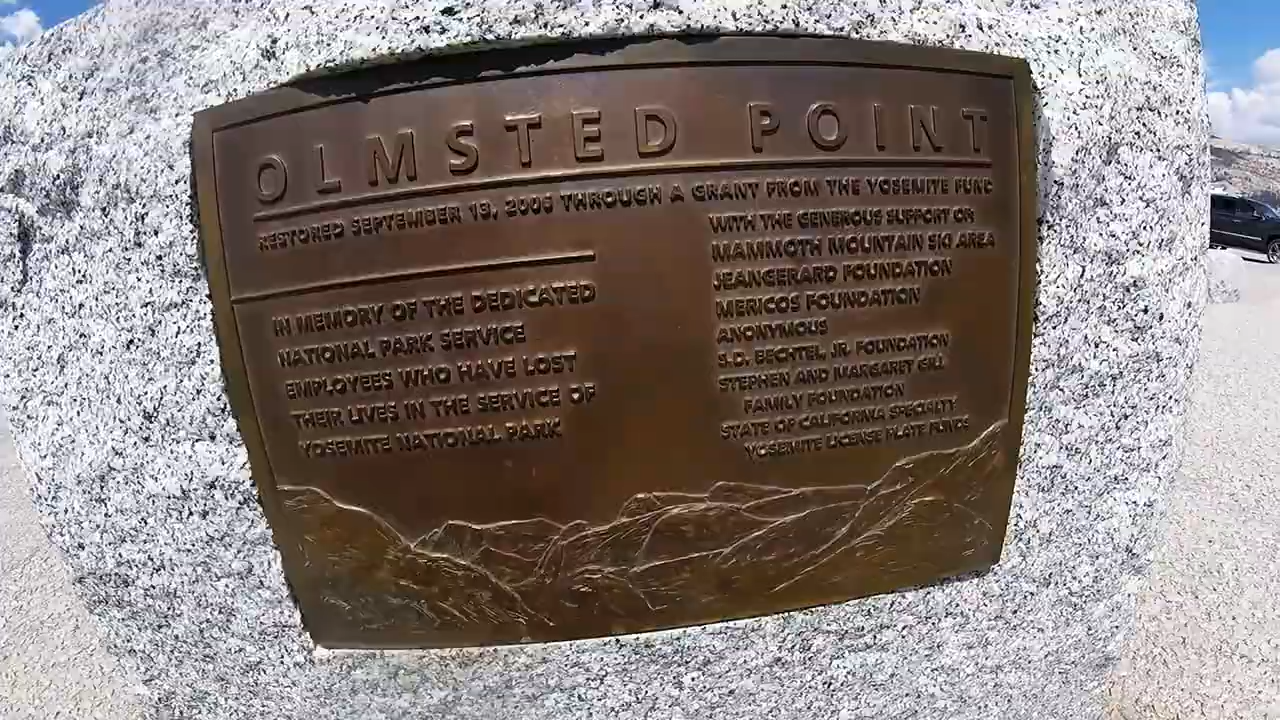 OLMSTED POINT
RESTORED SEPTEMBER 19, 2006 THROUGH A GRANT FROM THE YOSEMITE FUND
IN MEMORY OF THE DEDICATED
NATIONAL PARK SERVICE
EMPLOYEES WHO HAVE LOST
THEIR LIVES IN THE SERVICE OF
YOSEMITE NATIONAL PARK
WITH THE GENEROUS SUPPORT OF
MAMMOTH MOUNTAIN SKI AREA
JEANGERARD FOUNDATION
MERICOS FOUNDATION
ANONYMOUS
S.D. BECHTEL, JR. FOUNDATION
STEPHEN AND MARGARET GILL
FAMILY FOUNDATION
STATE OF CALIFORNIA SPECIALTY
YOSEMITE LICENSE PLATE FUNDS